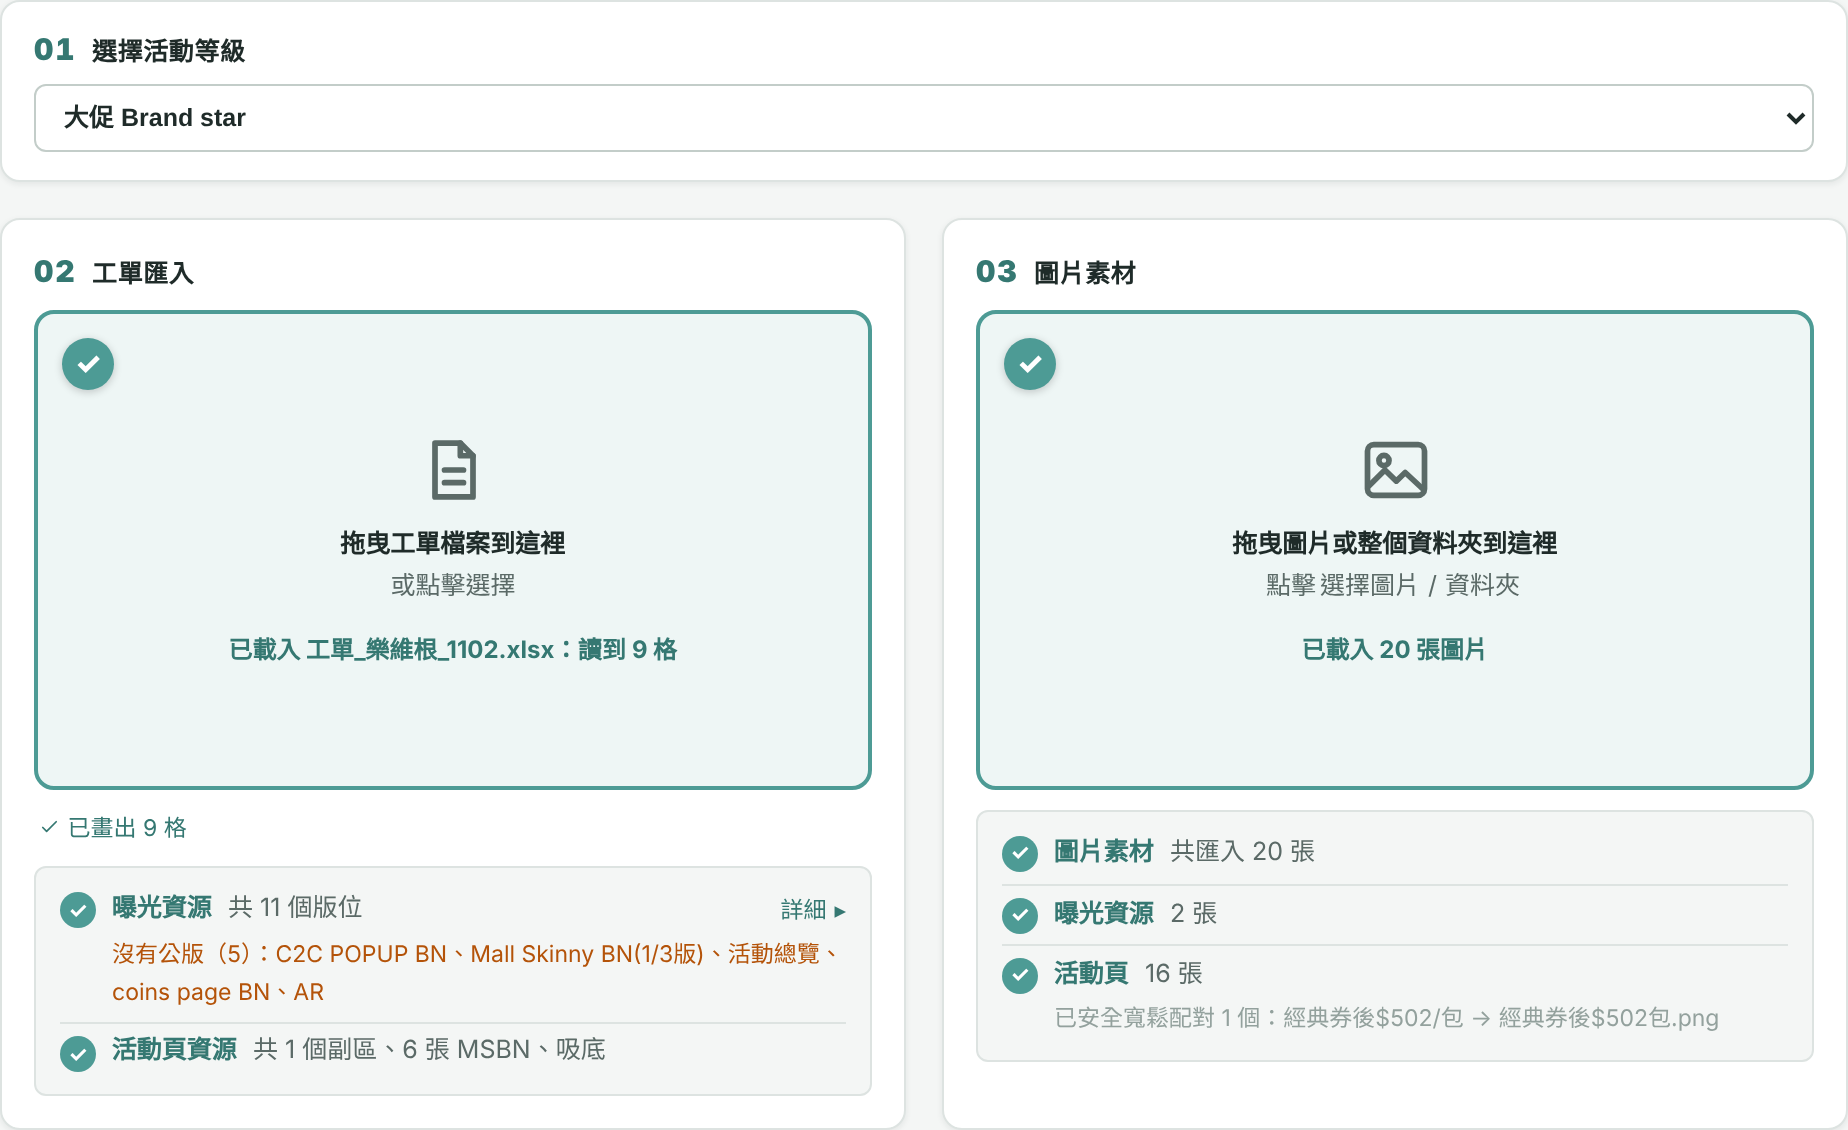 01 選擇活動等級
大促 Brand star
02 工單匯入
拖曳工單檔案到這裡
或點擊選擇
已載入 工單_樂維根_1102.xlsx：讀到 9 格
✓ 已畫出 9 格
曝光資源 共 11 個版位 詳細 ▸
沒有公版（5）：C2C POPUP BN、Mall Skinny BN(1/3版)、活動總覽、
coins page BN、AR
活動頁資源 共 1 個副區、6 張 MSBN、吸底
03 圖片素材
拖曳圖片或整個資料夾到這裡
點擊 選擇圖片 / 資料夾
已載入 20 張圖片
圖片素材 共匯入 20 張
曝光資源 2 張
活動頁 16 張
已安全寬鬆配對 1 個：經典券後$502/包 → 經典券後$502包.png